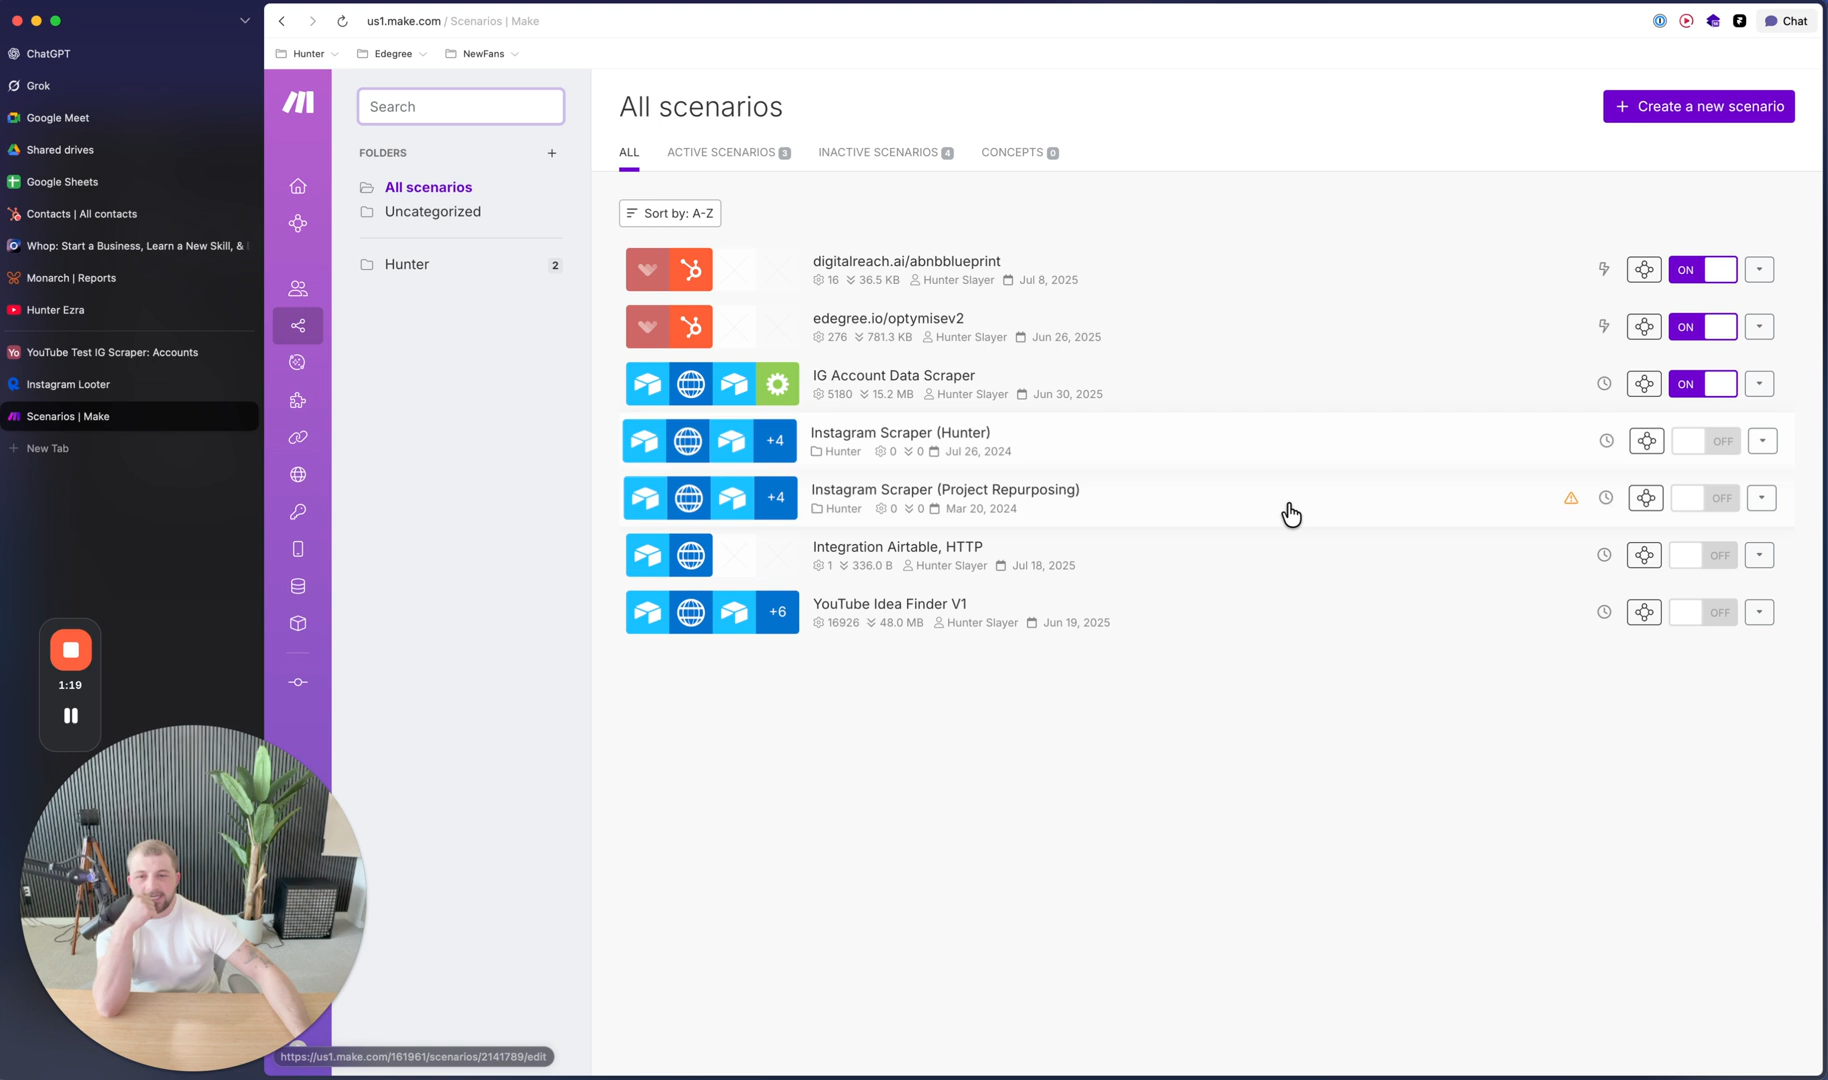 us1.make.com / Scenarios | Make
Chat
Hunter
Edegree
NewFans
ChatGPT
Grok
Google Meet
Shared drives
Google Sheets
Contacts | All contacts
Whop: Start a Business, Learn a New Skill, &
Monarch | Reports
Hunter Ezra
Yo YouTube Test IG Scraper: Accounts
Instagram Looter
Scenarios | Make
+ New Tab
1:19
Search
FOLDERS +
All scenarios
Uncategorized
Hunter 2
All scenarios
+ Create a new scenario
ALL ACTIVE SCENARIOS 3 INACTIVE SCENARIOS 4 CONCEPTS 0
Sort by: A-Z
digitalreach.ai/abnbblueprint
16 36.5 KB Hunter Slayer Jul 8, 2025
ON
edegree.io/optymisev2
276 781.3 KB Hunter Slayer Jun 26, 2025
ON
IG Account Data Scraper
5180 15.2 MB Hunter Slayer Jun 30, 2025
ON
+4
Instagram Scraper (Hunter)
Hunter 0 0 Jul 26, 2024
OFF
+4
Instagram Scraper (Project Repurposing)
Hunter 0 0 Mar 20, 2024
OFF
Integration Airtable, HTTP
1 336.0 B Hunter Slayer Jul 18, 2025
OFF
+6
YouTube Idea Finder V1
16926 48.0 MB Hunter Slayer Jun 19, 2025
OFF
https://us1.make.com/161961/scenarios/2141789/edit